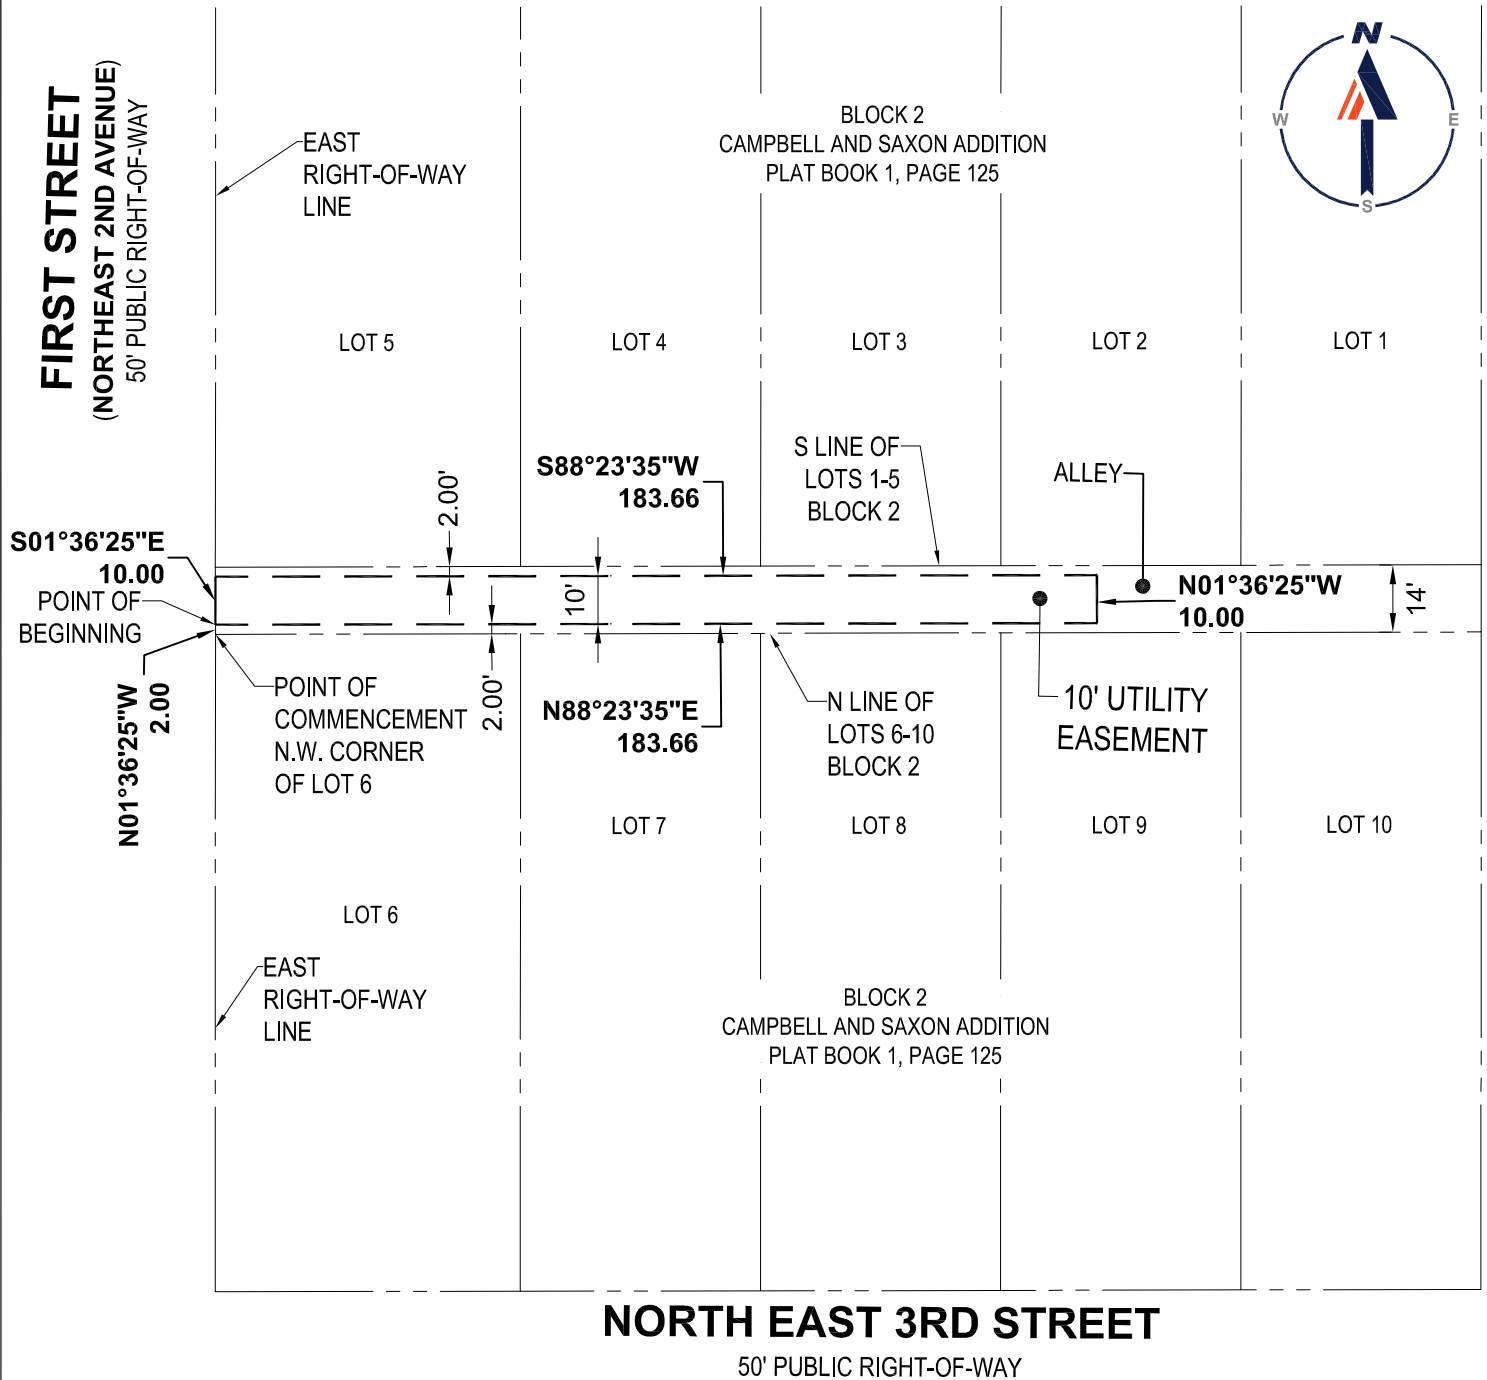 FIRST STREET
(NORTHEAST 2ND AVENUE)
50' PUBLIC RIGHT-OF-WAY
EAST
RIGHT-OF-WAY
LINE
BLOCK 2
CAMPBELL AND SAXON ADDITION
PLAT BOOK 1, PAGE 125
N
W
E
S
LOT 5
LOT 4
LOT 3
LOT 2
LOT 1
S LINE OF
LOTS 1-5
BLOCK 2
ALLEY
S88°23'35"W
183.66
2.00'
S01°36'25"E
10.00
POINT OF
BEGINNING
10'
N01°36'25"W
10.00
14'
N01°36'25"W
2.00
POINT OF
COMMENCEMENT
N.W. CORNER
OF LOT 6
2.00'
N88°23'35"E
183.66
N LINE OF
LOTS 6-10
BLOCK 2
10' UTILITY
EASEMENT
LOT 7
LOT 8
LOT 9
LOT 10
LOT 6
EAST
RIGHT-OF-WAY
LINE
BLOCK 2
CAMPBELL AND SAXON ADDITION
PLAT BOOK 1, PAGE 125
NORTH EAST 3RD STREET
50' PUBLIC RIGHT-OF-WAY